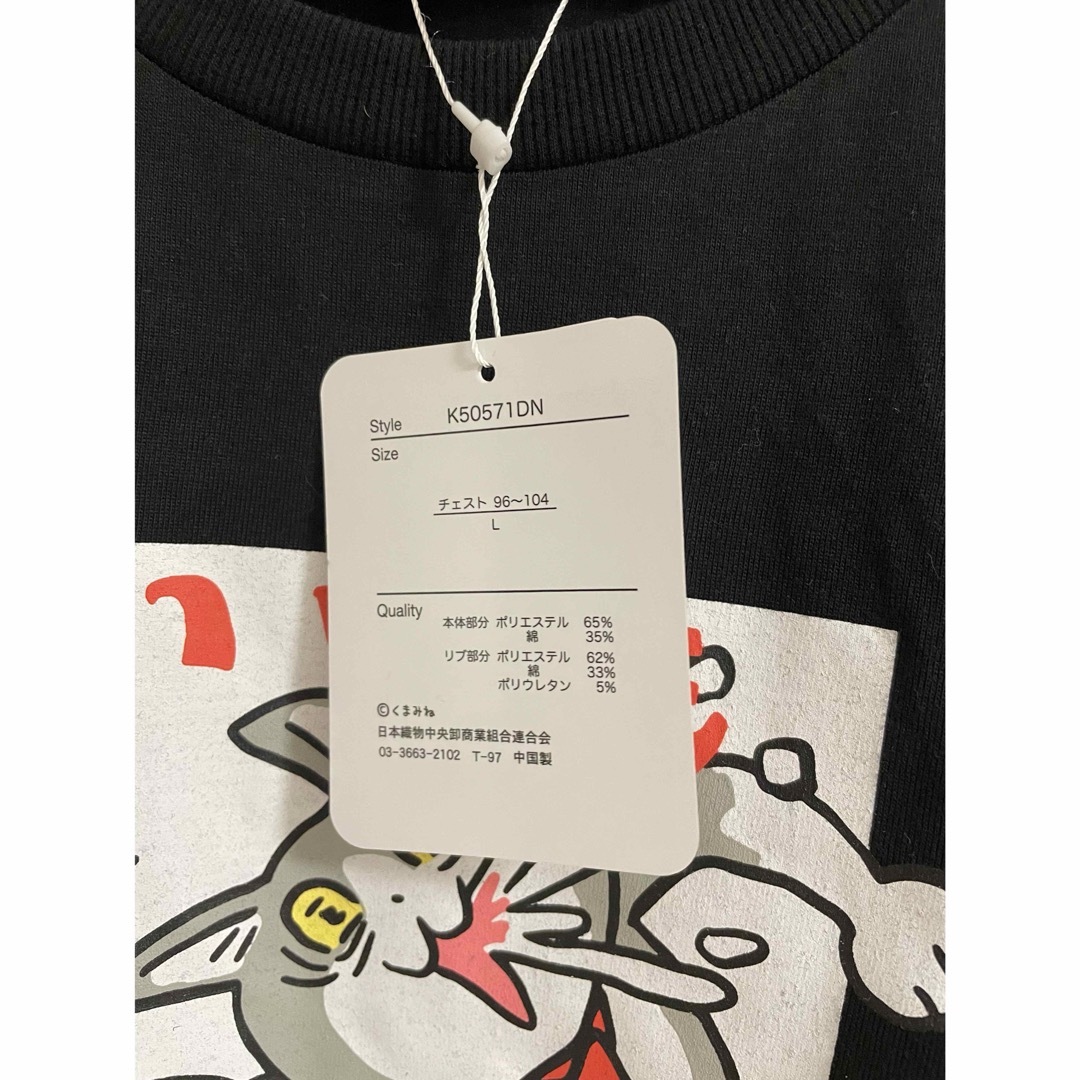 Style K50571DN
Size
チェスト 96〜104
L
Quality
本体部分 ポリエステル 65%
綿 35%
リブ部分 ポリエステル 62%
綿 33%
ポリウレタン 5%
©くまみね
日本織物中央卸商業組合連合会
03-3663-2102 T-97 中国製